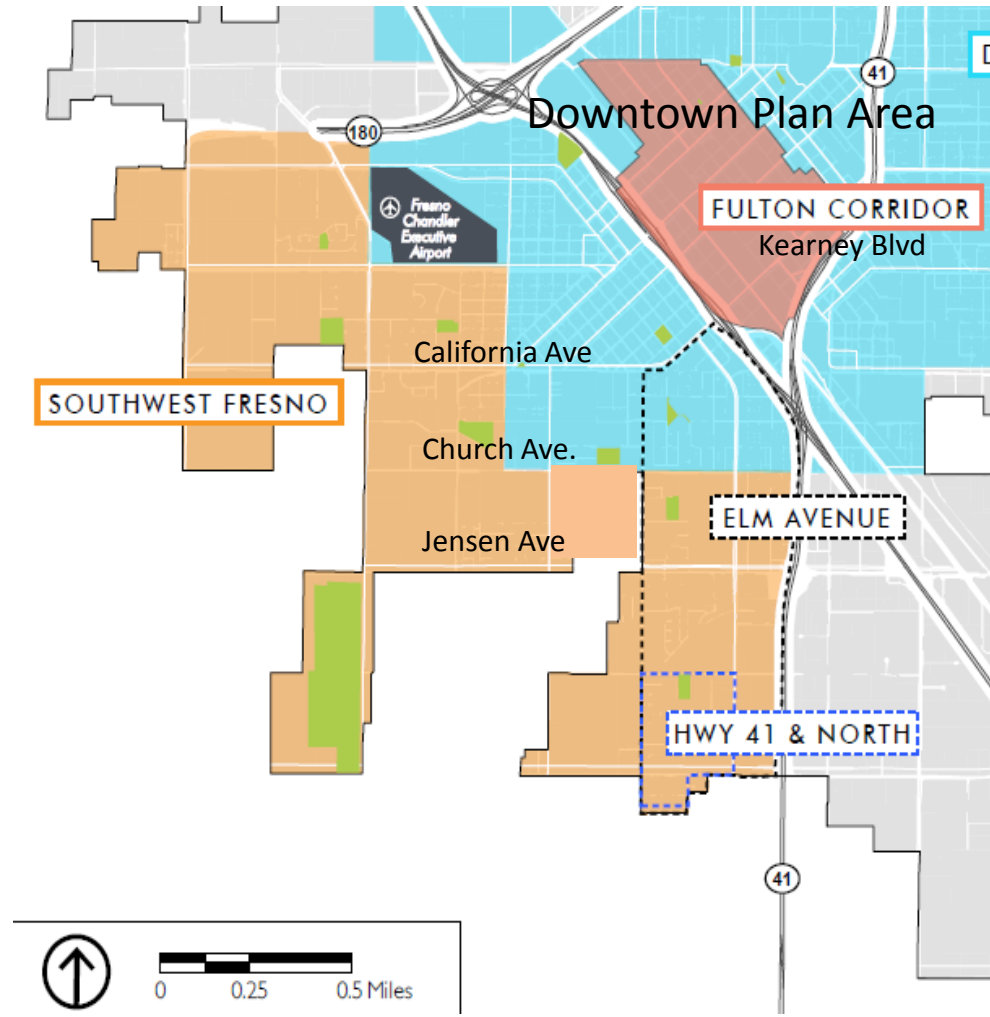 D
41
Downtown Plan Area
180
FULTON CORRIDOR
Fresno
Chandler
Executive
Airport
Kearney Blvd
California Ave
SOUTHWEST FRESNO
Church Ave.
ELM AVENUE
Jensen Ave
HWY 41 & NORTH
41
0 0.25 0.5 Miles